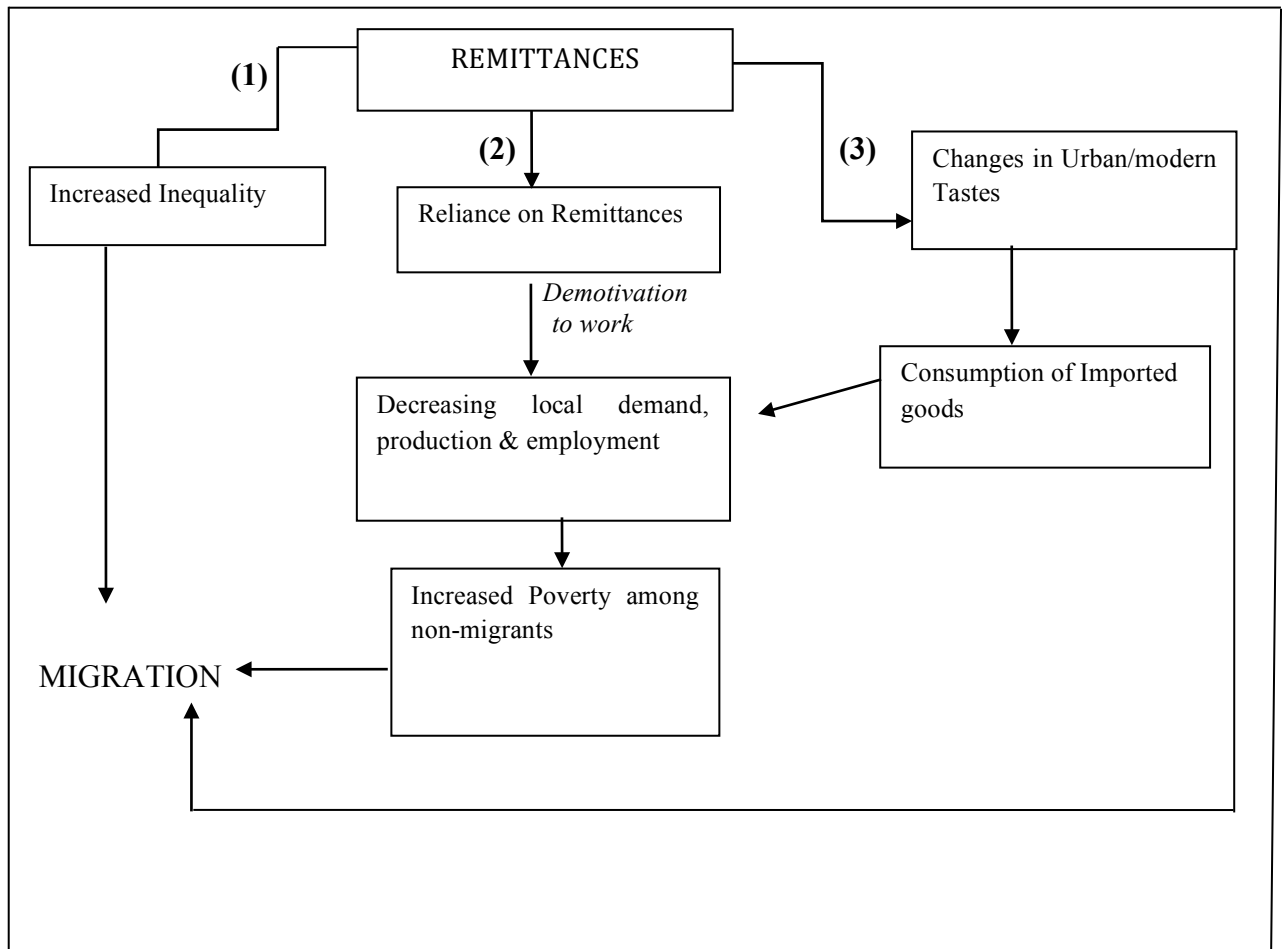 REMITTANCES
(1)
(2)
(3)
Increased Inequality
Reliance on Remittances
Changes in Urban/modern
Tastes
Demotivation
to work
Decreasing local demand,
production & employment
Consumption of Imported
goods
Increased Poverty among
non-migrants
MIGRATION